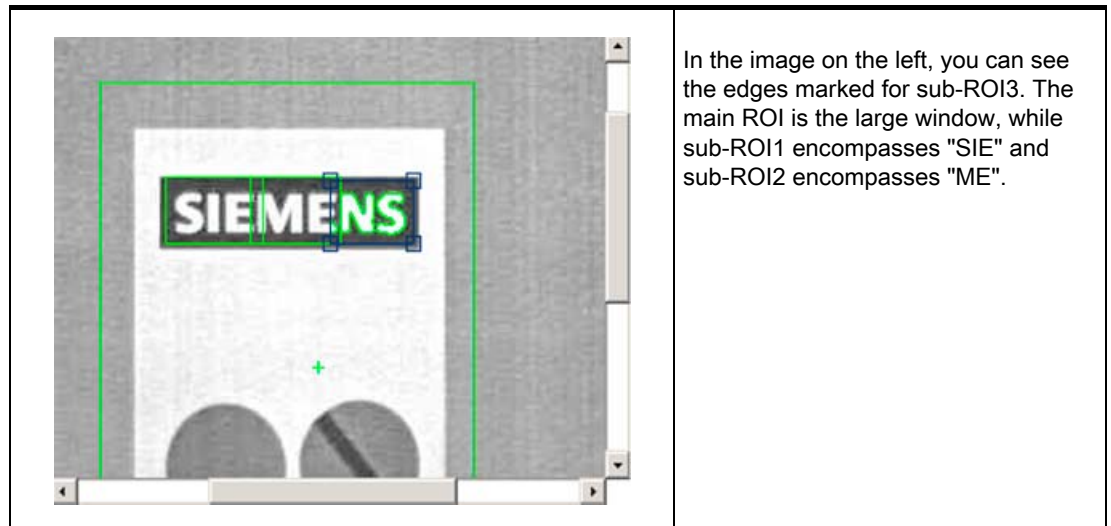 SIEMENS
In the image on the left, you can see
the edges marked for sub-ROI3. The
main ROI is the large window, while
sub-ROI1 encompasses "SIE" and
sub-ROI2 encompasses "ME".